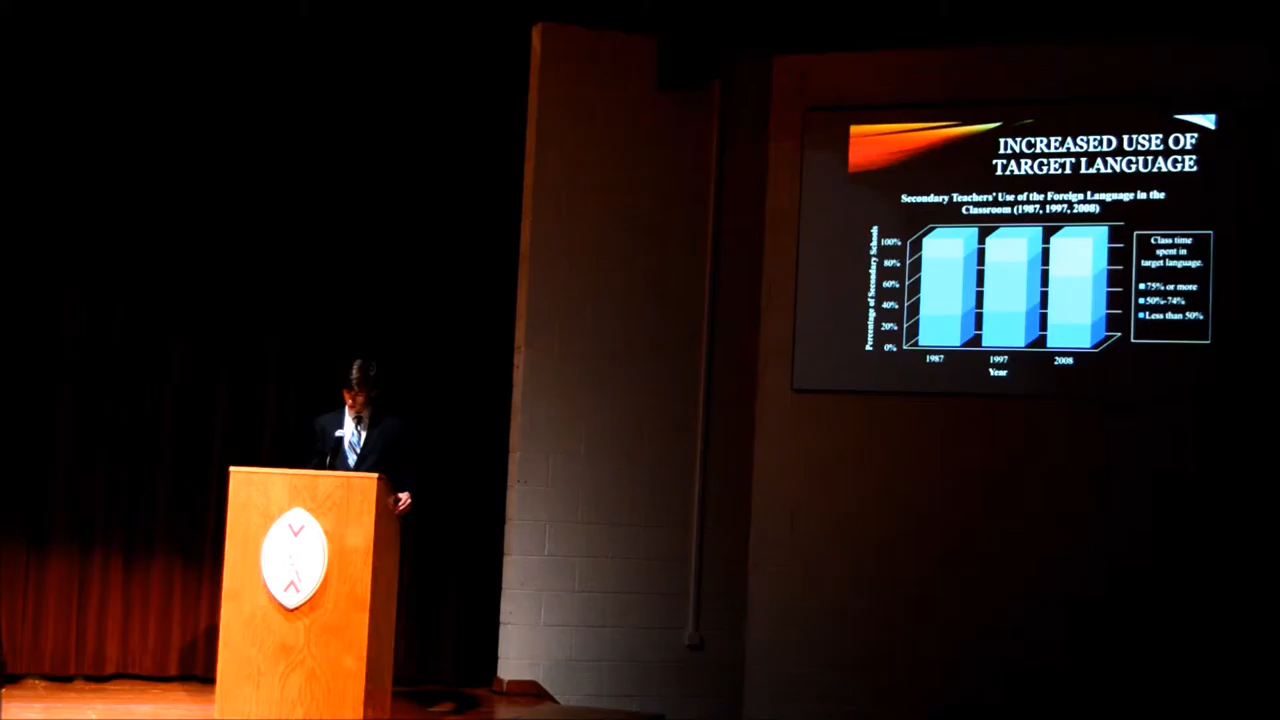 INCREASED USE OF
TARGET LANGUAGE
Secondary Teachers' Use of the Foreign Language in the
Classroom (1987, 1997, 2008)
Percentage of Secondary Schools
100%
80%
60%
40%
20%
0%
1987 1997 2008
Year
Class time
spent in
target language.
75% or more
50%-74%
Less than 50%